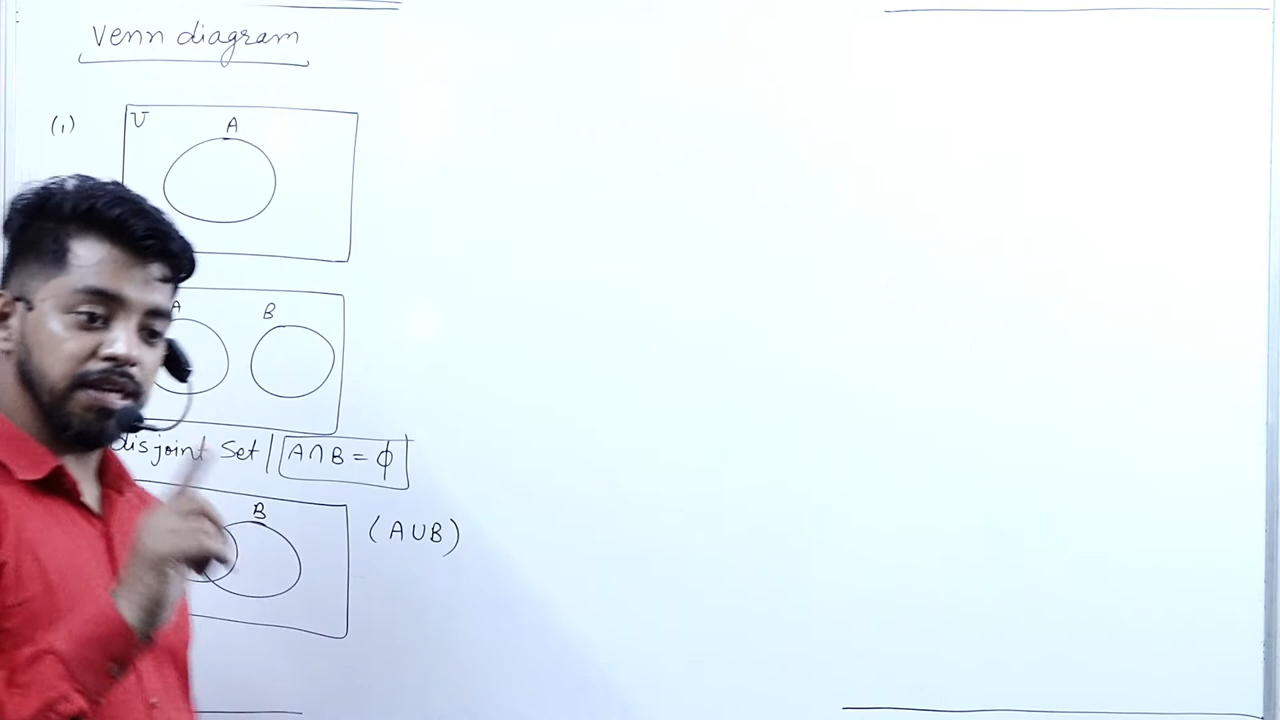 Venn diagram
(1)
U
A
A
B
disjoint Set | A∩B = ϕ
B
(A∪B)